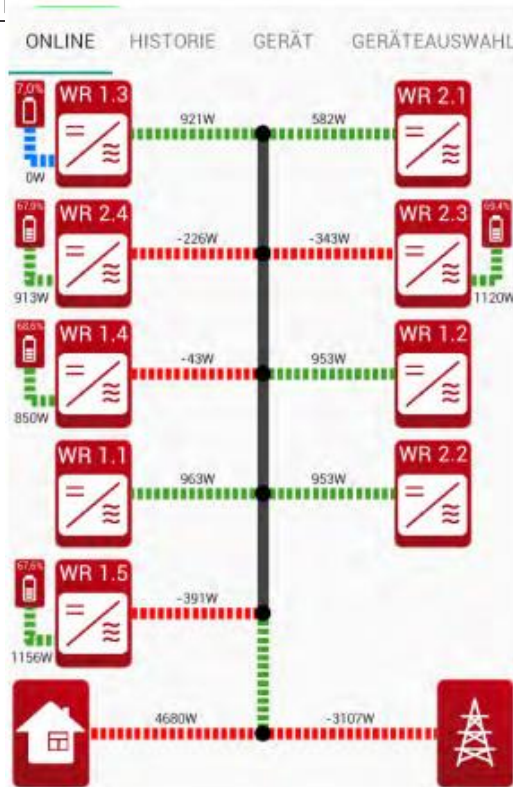 ONLINE HISTORIE GERÄT GERÄTEAUSWAHL
7,0% WR 1.3 921W 582W WR 2.1
0W
67,9% WR 2.4 -226W -343W WR 2.3 69,4%
913W 1120W
68,6% WR 1.4 -43W 953W WR 1.2
850W
WR 1.1 963W 953W WR 2.2
67,6% WR 1.5 -391W
1156W
4680W -3107W